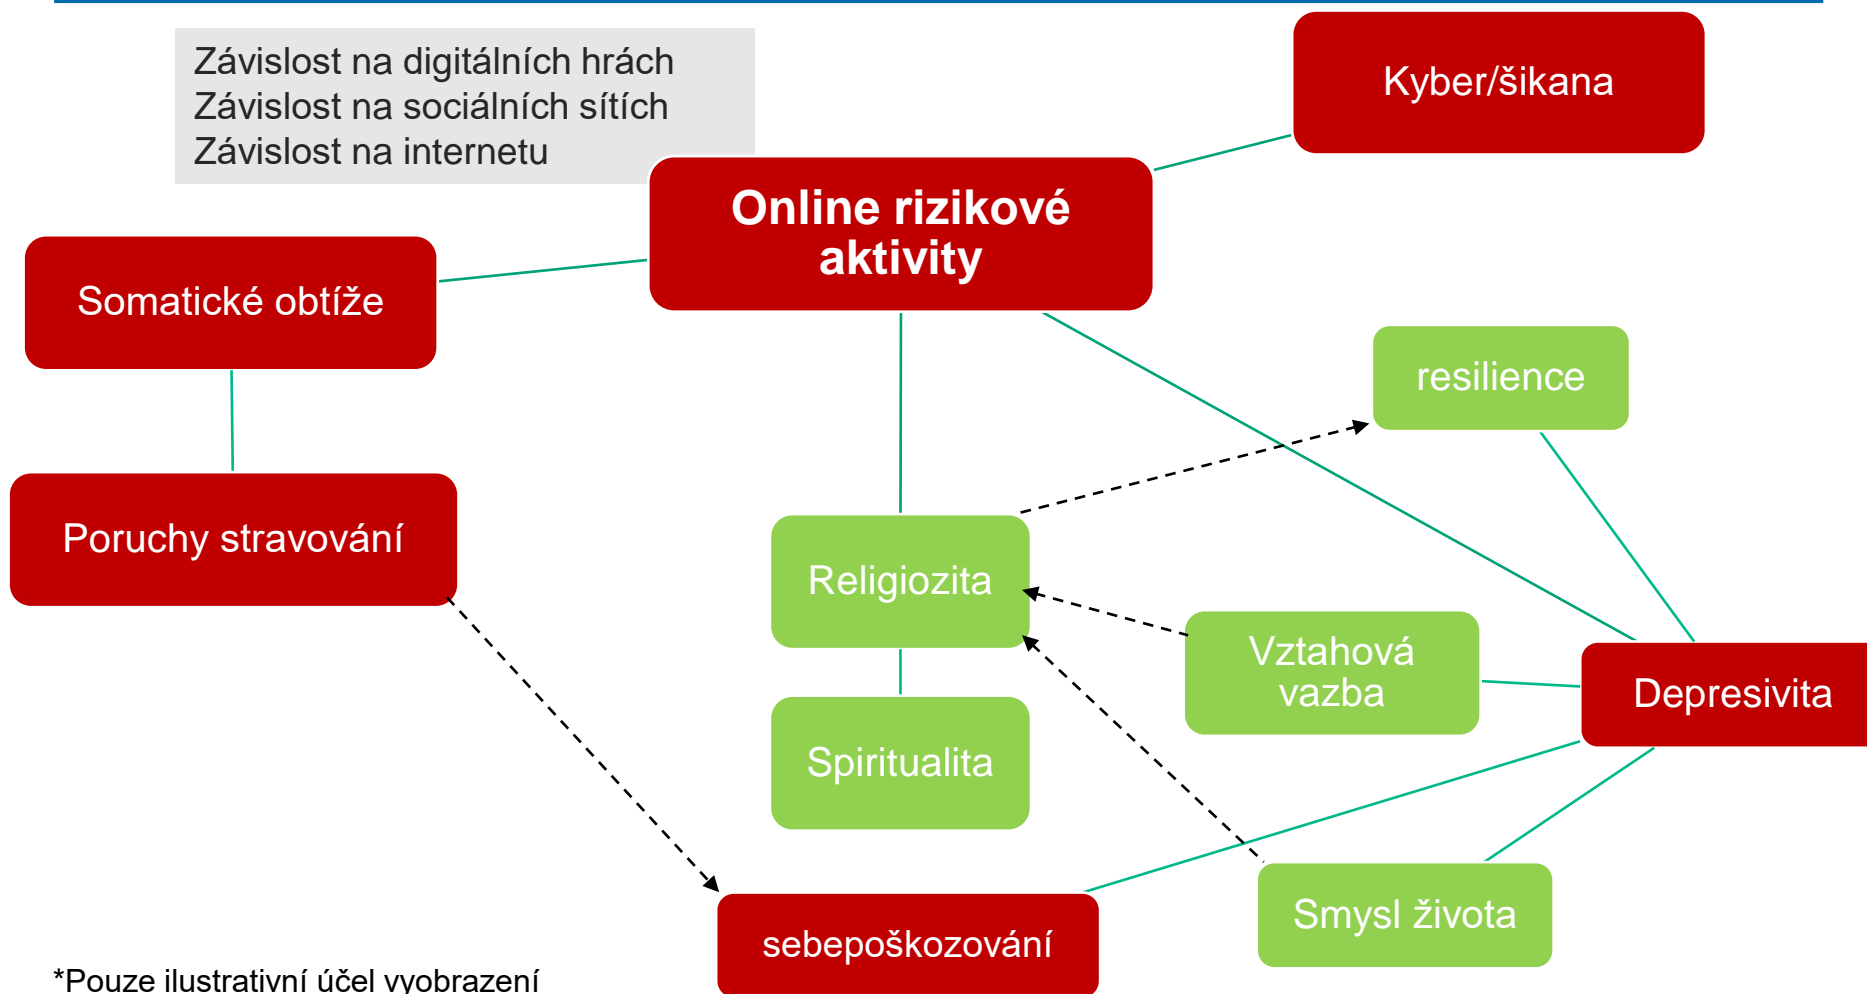 Závislost na digitálních hrách
Závislost na sociálních sítích
Závislost na internetu
Kyber/šikana
Online rizikové
aktivity
Somatické obtíže
resilience
Poruchy stravování
Religiozita
Vztahová
vazba
Depresivita
Spiritualita
Smysl života
sebepoškozování
*Pouze ilustrativní účel vyobrazení